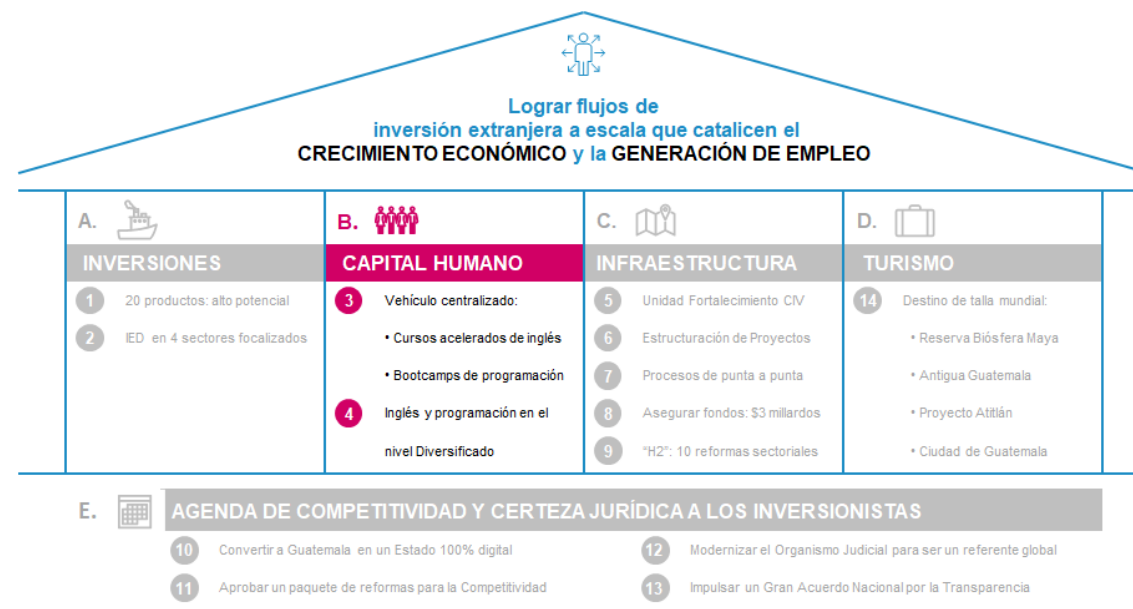 Lograr flujos de
inversión extranjera a escala que catalicen el
CRECIMIENTO ECONÓMICO y la GENERACIÓN DE EMPLEO
A.
INVERSIONES
1 20 productos: alto potencial
2 IED en 4 sectores focalizados
B.
CAPITAL HUMANO
3 Vehículo centralizado:
• Cursos acelerados de inglés
• Bootcamps de programación
4 Inglés y programación en el
nivel Diversificado
C.
INFRAESTRUCTURA
5 Unidad Fortalecimiento CIV
6 Estructuración de Proyectos
7 Procesos de punta a punta
8 Asegurar fondos: $3 millardos
9 “H2”: 10 reformas sectoriales
D.
TURISMO
14 Destino de talla mundial:
• Reserva Biósfera Maya
• Antigua Guatemala
• Proyecto Atitlán
• Ciudad de Guatemala
E.
AGENDA DE COMPETITIVIDAD Y CERTEZA JURÍDICA A LOS INVERSIONISTAS
10 Convertir a Guatemala en un Estado 100% digital
11 Aprobar un paquete de reformas para la Competitividad
12 Modernizar el Organismo Judicial para ser un referente global
13 Impulsar un Gran Acuerdo Nacional por la Transparencia